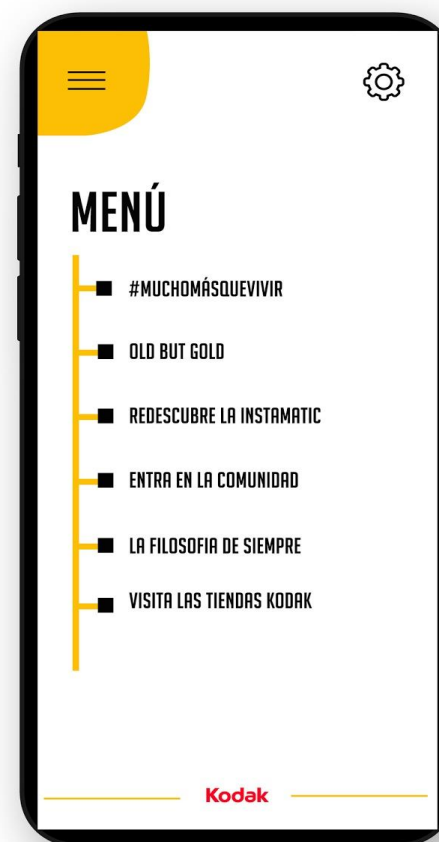 MENÚ
#MUCHOMÁSQUEVIVIR
OLD BUT GOLD
REDESCUBRE LA INSTAMATIC
ENTRA EN LA COMUNIDAD
LA FILOSOFIA DE SIEMPRE
VISITA LAS TIENDAS KODAK
Kodak